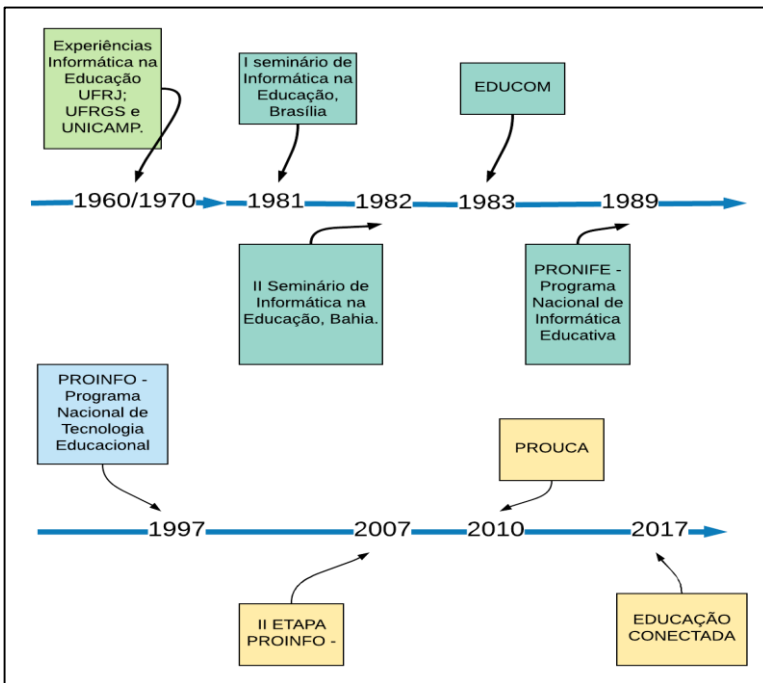 Experiências
Informática na
Educação
UFRJ;
UFRGS e
UNICAMP.
I seminário de
Informática na
Educação,
Brasília
EDUCOM
1960/1970
1981
1982
1983
1989
II Seminário de
Informática na
Educação, Bahia.
PRONIFE -
Programa
Nacional de
Informática
Educativa
PROINFO -
Programa
Nacional de
Tecnologia
Educacional
PROUCA
1997
2007
2010
2017
II ETAPA
PROINFO -
EDUCAÇÃO
CONECTADA